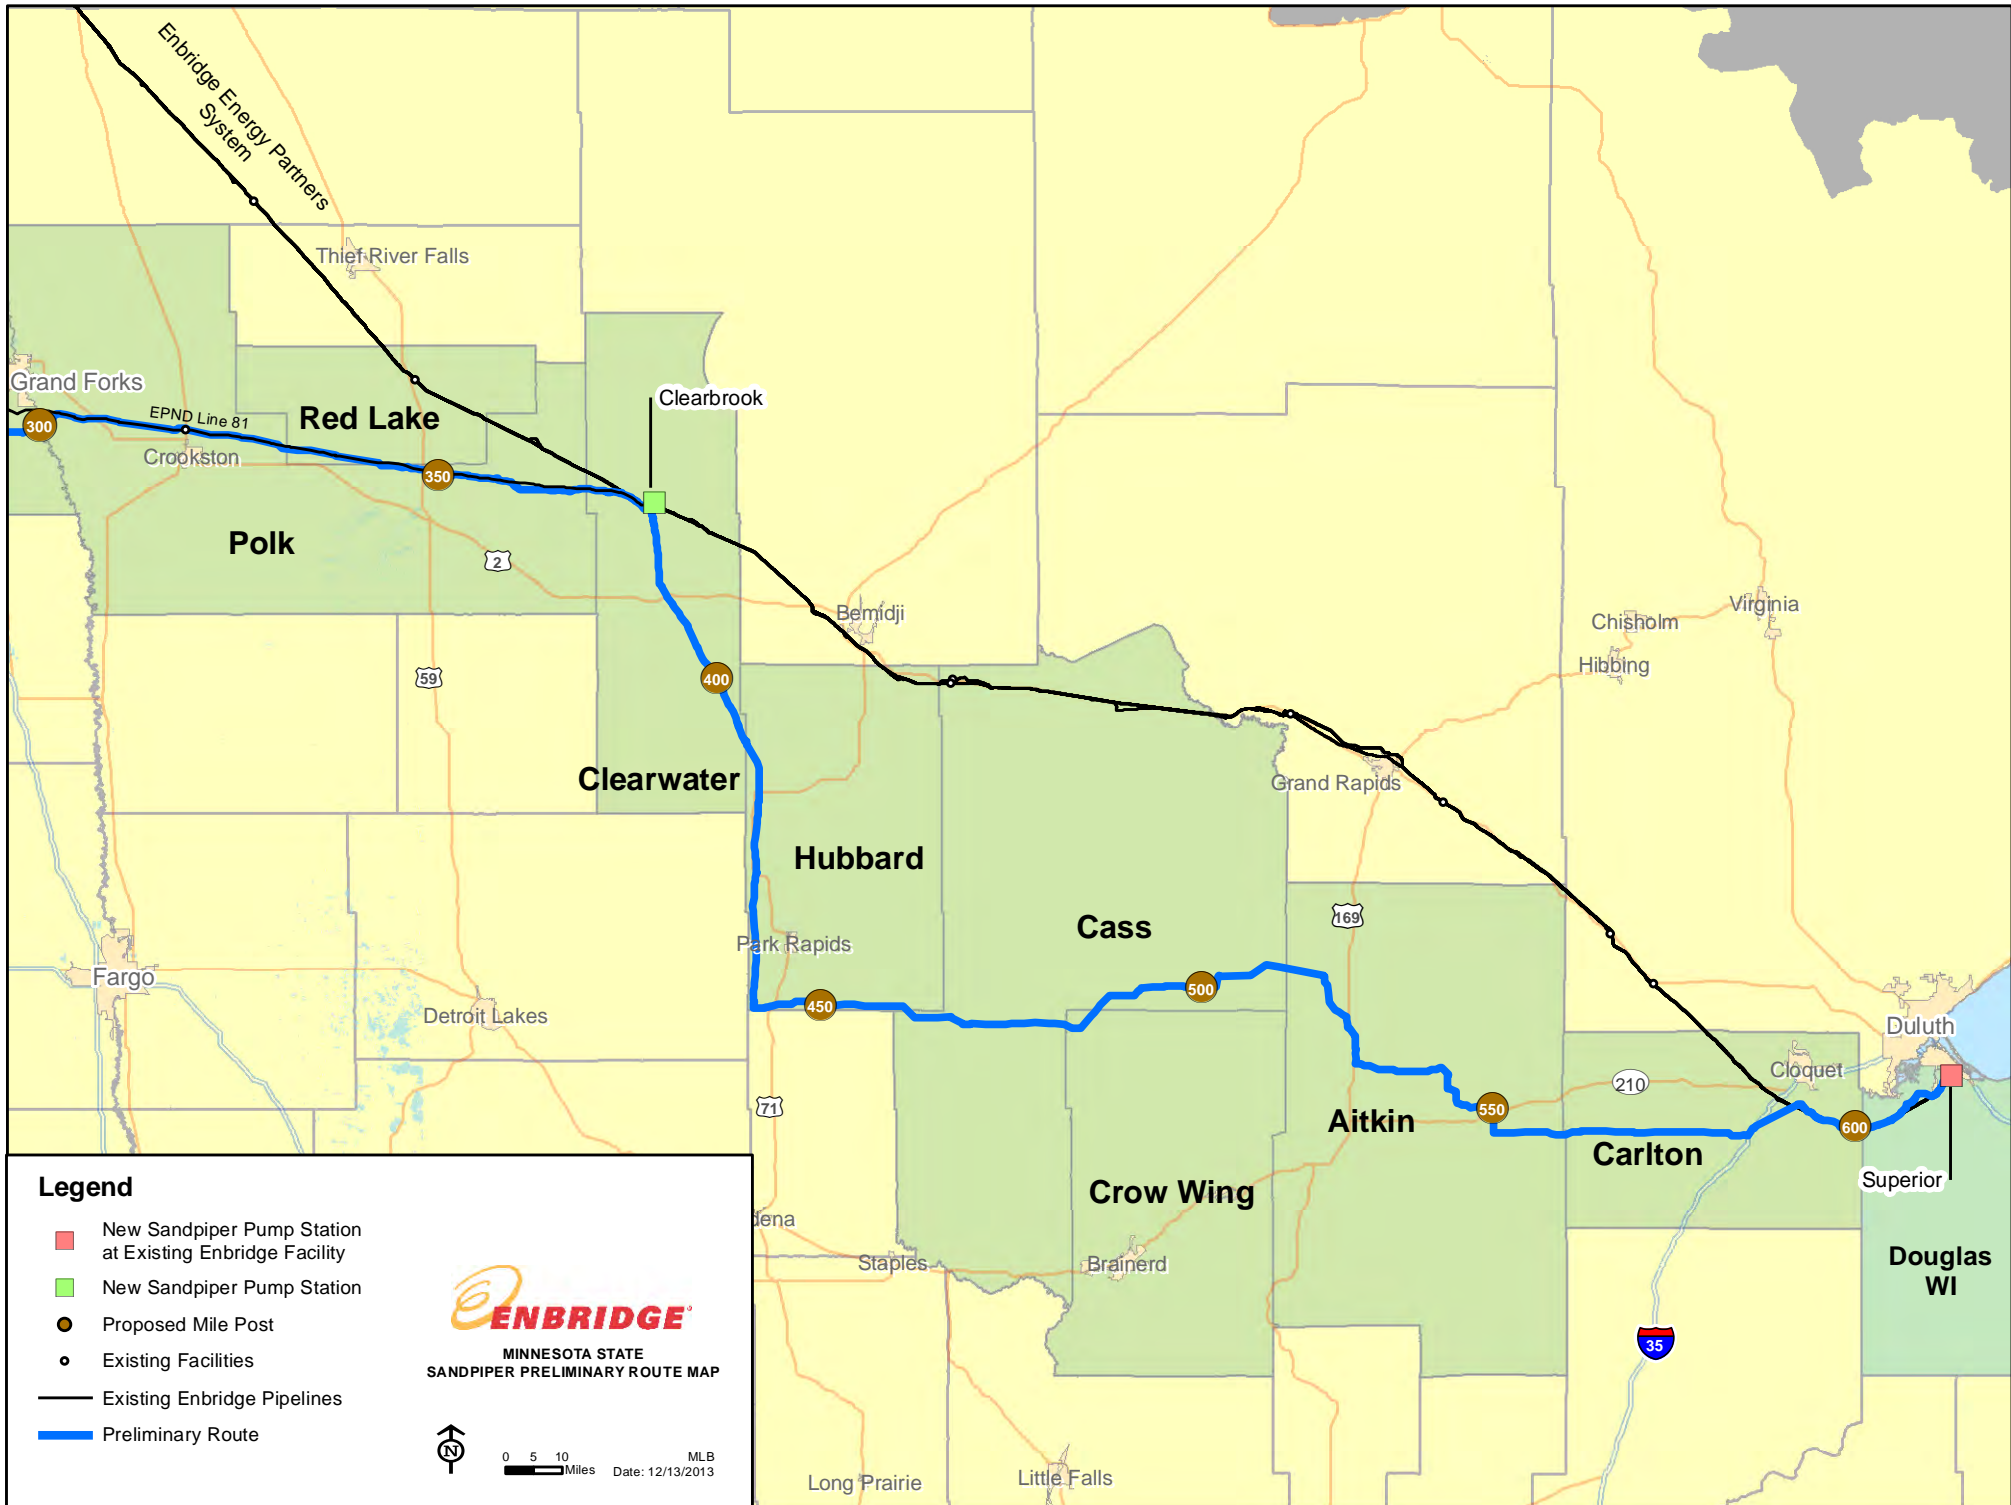 Enbridge Energy Partners
System
Thief River Falls
Grand Forks
300
EPND Line 81
Crookston
Red Lake
350
Clearbrook
Polk
2
59
Bemidji
400
Chisholm
Virginia
Hibbing
Clearwater
Grand Rapids
Hubbard
Cass
169
Park Rapids
Fargo
Detroit Lakes
450
500
Duluth
Cloquet
210
71
550
600
Aitkin
Carlton
Superior
Crow Wing
dena
Staples
Brainerd
Douglas
WI
35
Long Prairie
Little Falls
Legend
New Sandpiper Pump Station
at Existing Enbridge Facility
New Sandpiper Pump Station
Proposed Mile Post
Existing Facilities
Existing Enbridge Pipelines
Preliminary Route
ENBRIDGE
MINNESOTA STATE
SANDPIPER PRELIMINARY ROUTE MAP
N
0 5 10
Miles
MLB
Date: 12/13/2013